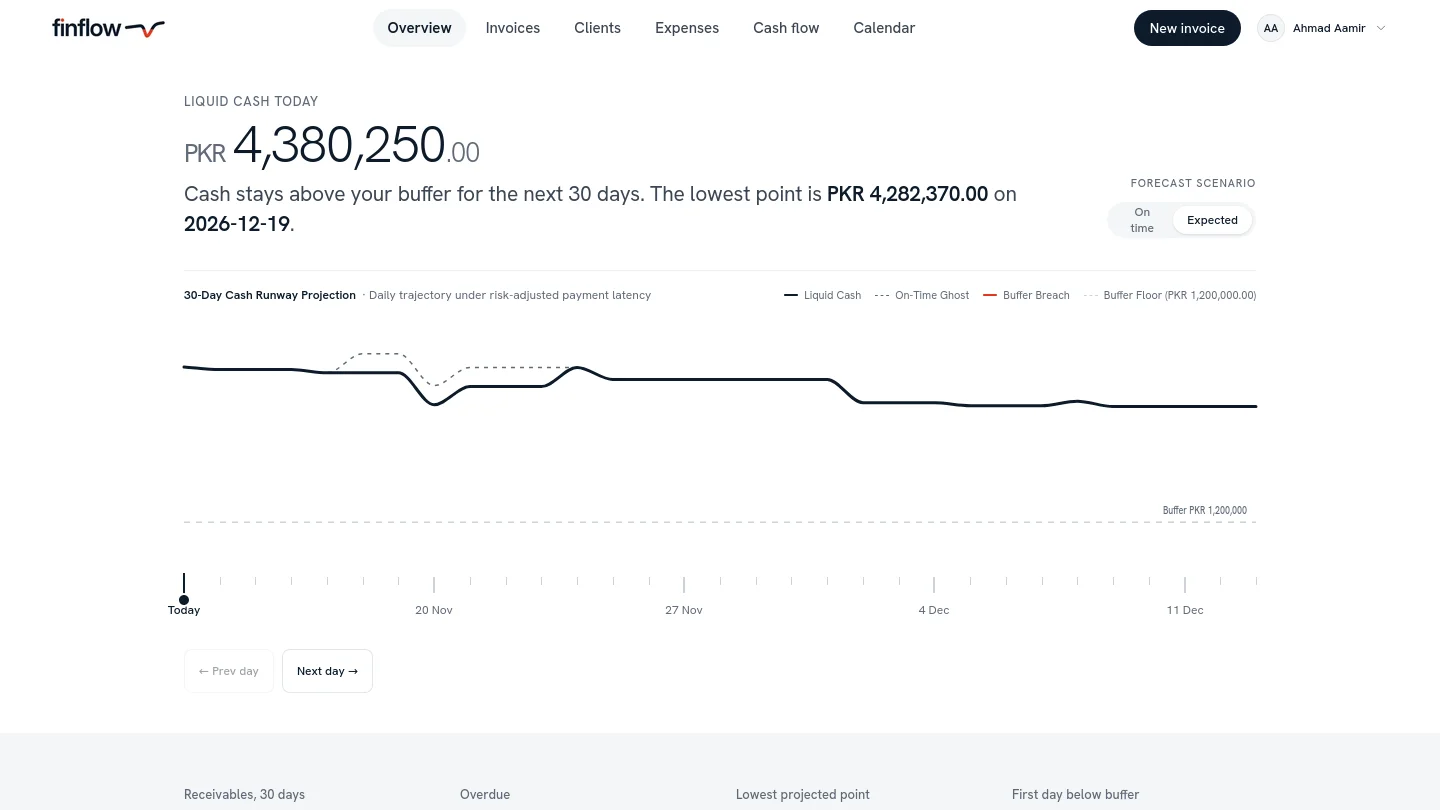 finflow
Overview Invoices Clients Expenses Cash flow Calendar
New invoice AA Ahmad Aamir
LIQUID CASH TODAY
PKR 4,380,250.00
Cash stays above your buffer for the next 30 days. The lowest point is PKR 4,282,370.00 on
2026-12-19.
FORECAST SCENARIO
On
time
Expected
30-Day Cash Runway Projection · Daily trajectory under risk-adjusted payment latency
Liquid Cash On-Time Ghost Buffer Breach Buffer Floor (PKR 1,200,000.00)
Buffer PKR 1,200,000
Today 20 Nov 27 Nov 4 Dec 11 Dec
← Prev day Next day →
Receivables, 30 days Overdue Lowest projected point First day below buffer